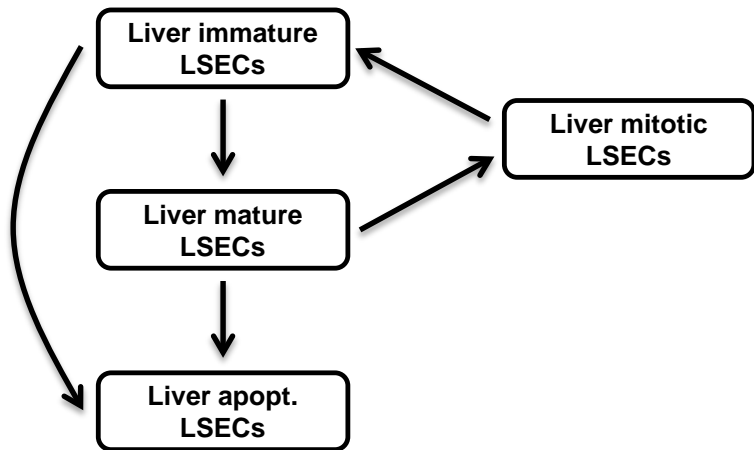 Liver immature
LSECs
Liver mitotic
LSECs
Liver mature
LSECs
Liver apopt.
LSECs